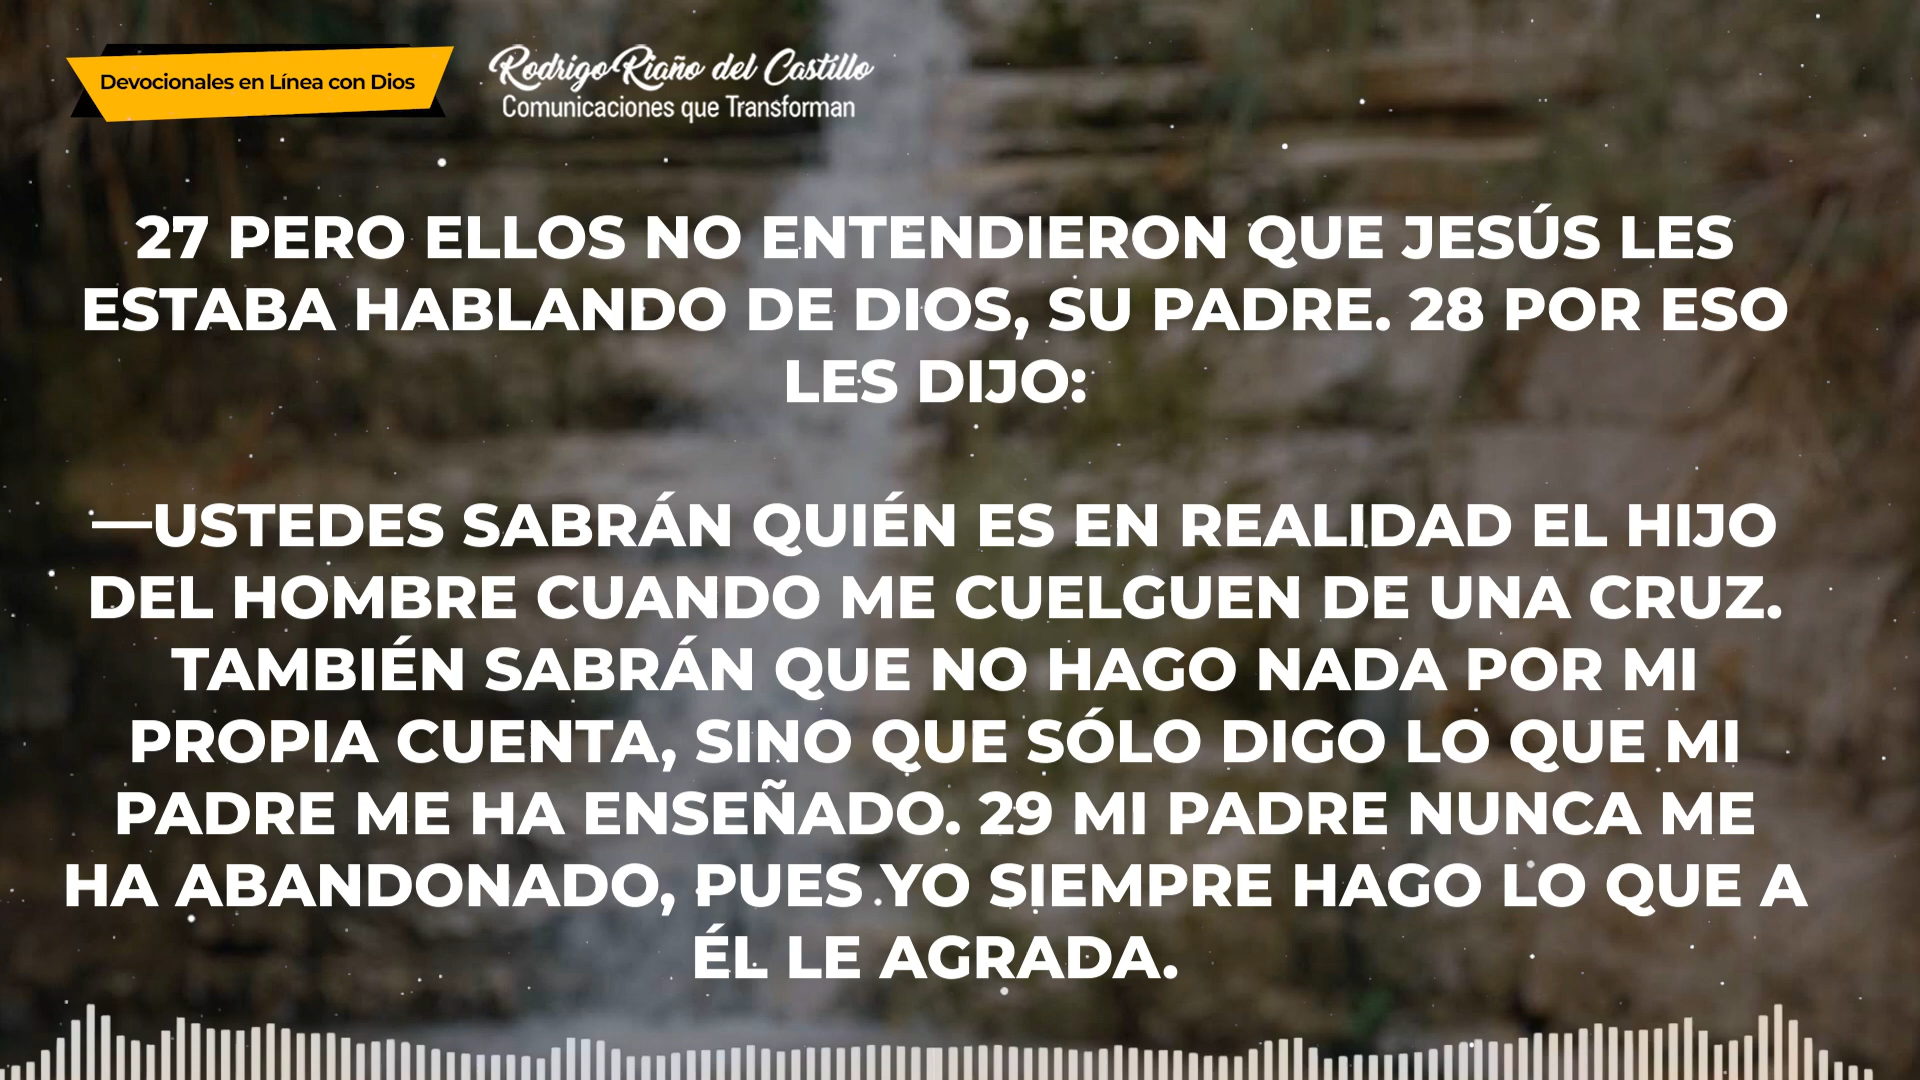 Devocionales en Línea con Dios
Rodrigo Riaño del Castillo
Comunicaciones que Transforman
27 PERO ELLOS NO ENTENDIERON QUE JESÚS LES
ESTABA HABLANDO DE DIOS, SU PADRE. 28 POR ESO
LES DIJO:
—USTEDES SABRÁN QUIÉN ES EN REALIDAD EL HIJO
DEL HOMBRE CUANDO ME CUELGUEN DE UNA CRUZ.
TAMBIÉN SABRÁN QUE NO HAGO NADA POR MI
PROPIA CUENTA, SINO QUE SÓLO DIGO LO QUE MI
PADRE ME HA ENSEÑADO. 29 MI PADRE NUNCA ME
HA ABANDONADO, PUES YO SIEMPRE HAGO LO QUE A
ÉL LE AGRADA.